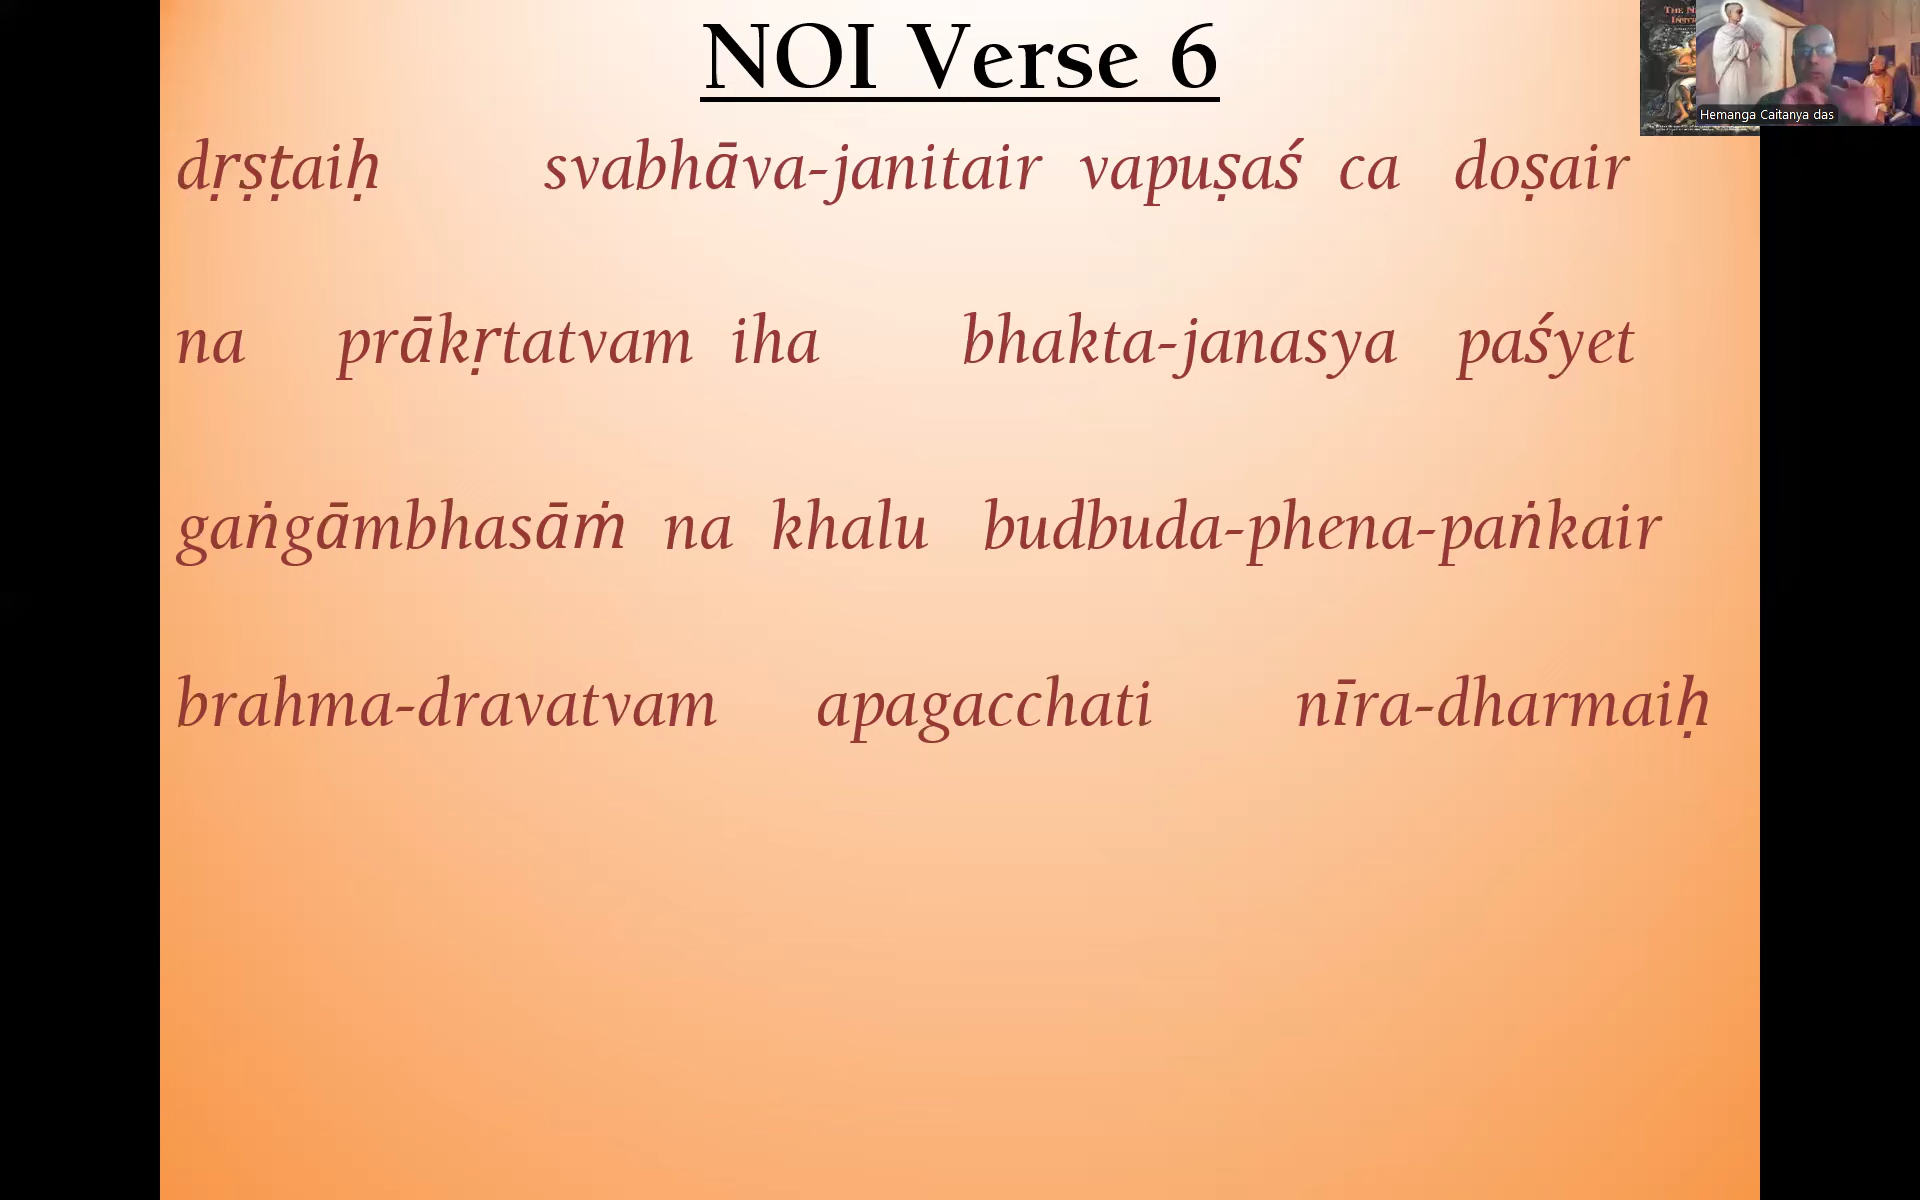 NOI Verse 6
dṛṣṭaiḥ svabhāva-janitair vapuṣaś ca doṣair
na prākṛtatvam iha bhakta-janasya paśyet
gaṅgāmbhasāṁ na khalu budbuda-phena-paṅkair
brahma-dravatvam apagacchati nīra-dharmaiḥ
Hemanga Caitanya das